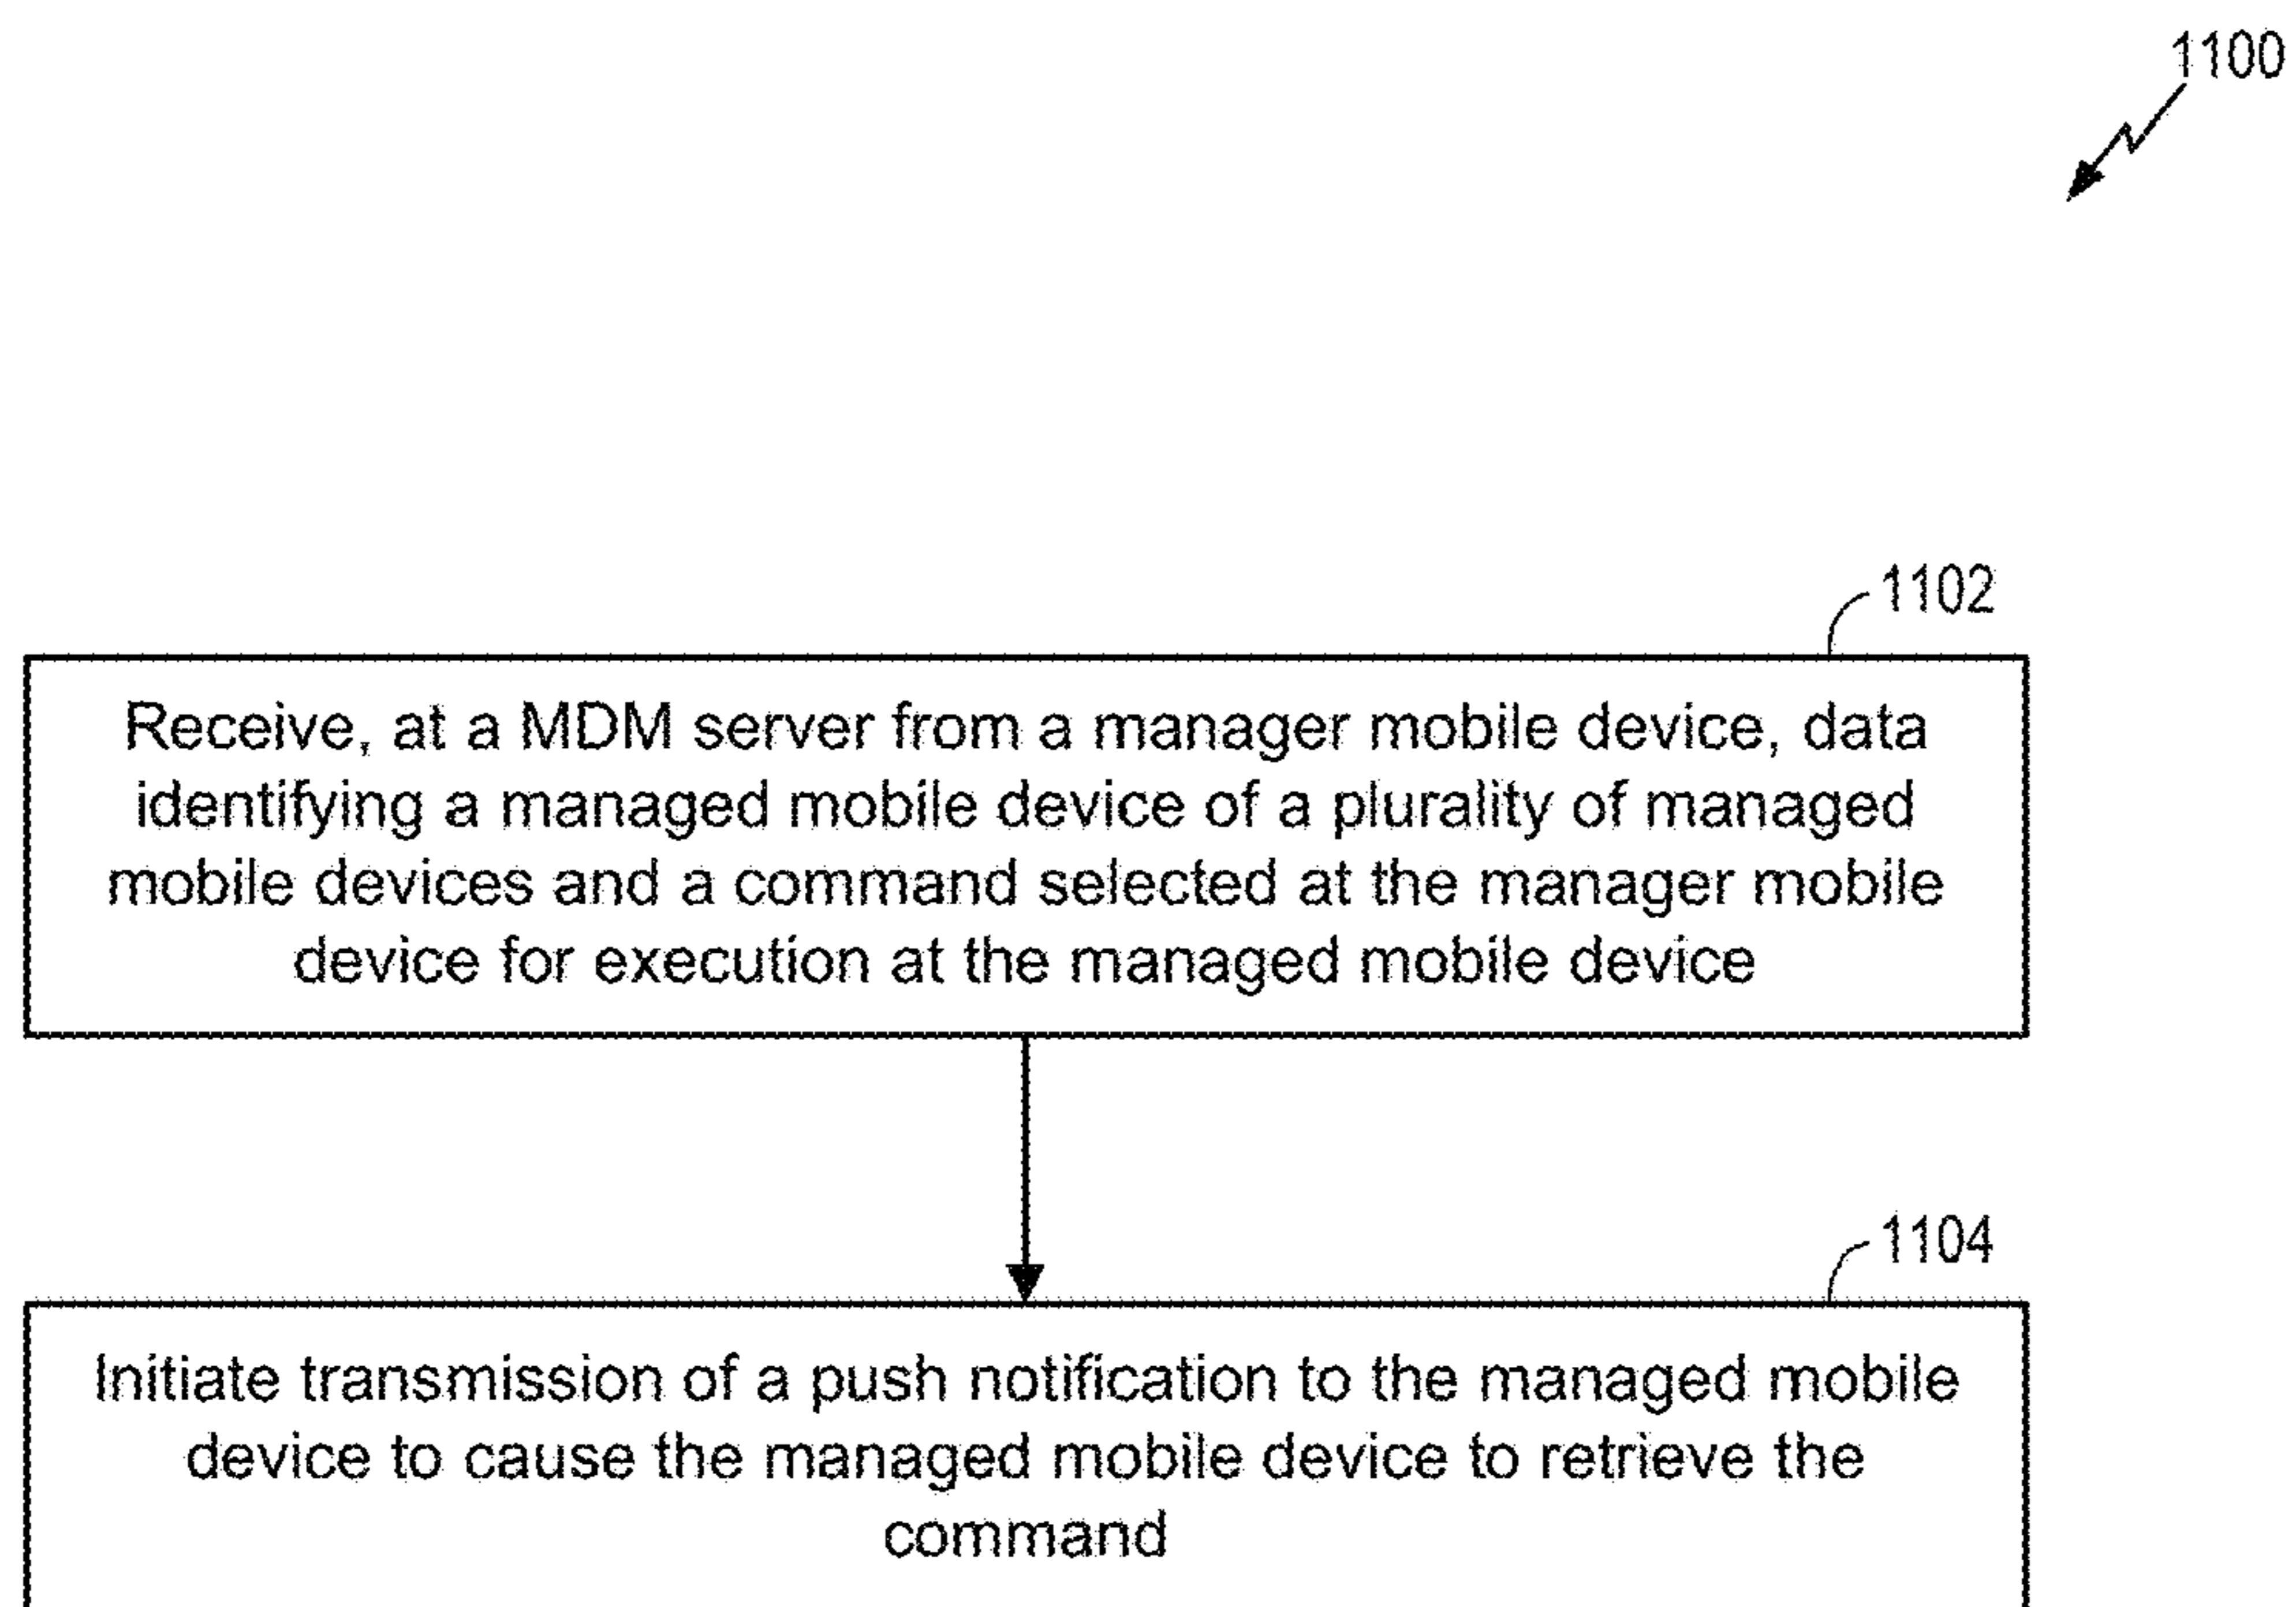 1100
1102
Receive, at a MDM server from a manager mobile device, data
identifying a managed mobile device of a plurality of managed
mobile devices and a command selected at the manager mobile
device for execution at the managed mobile device
1104
Initiate transmission of a push notification to the managed mobile
device to cause the managed mobile device to retrieve the
command